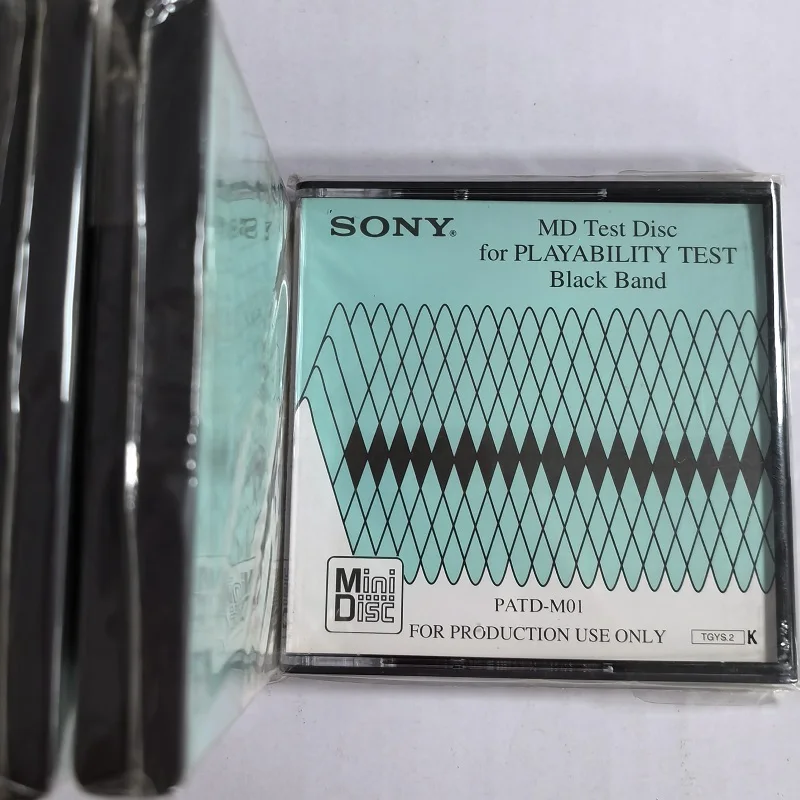 SONY®
MD Test Disc
for PLAYABILITY TEST
Black Band
Mini
Disc
PATD-M01
FOR PRODUCTION USE ONLY
TGYS.2 K